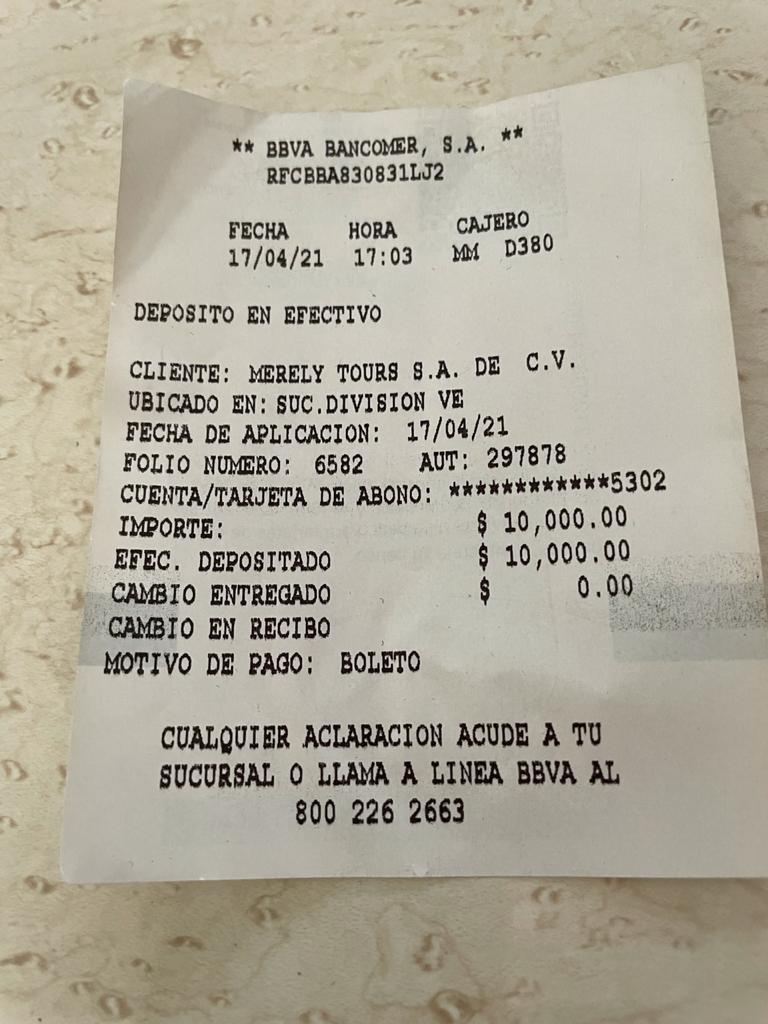 ** BBVA BANCOMER, S.A. **
RFCBBA830831LJ2
FECHA HORA CAJERO
17/04/21 17:03 MM D380
DEPOSITO EN EFECTIVO
CLIENTE: MERELY TOURS S.A. DE C.V.
UBICADO EN: SUC.DIVISION VE
FECHA DE APLICACION: 17/04/21
FOLIO NUMERO: 6582 AUT: 297878
CUENTA/TARJETA DE ABONO: ************5302
IMPORTE: $ 10,000.00
EFEC. DEPOSITADO $ 10,000.00
CAMBIO ENTREGADO $ 0.00
CAMBIO EN RECIBO
MOTIVO DE PAGO: BOLETO
CUALQUIER ACLARACION ACUDE A TU
SUCURSAL O LLAMA A LINEA BBVA AL
800 226 2663